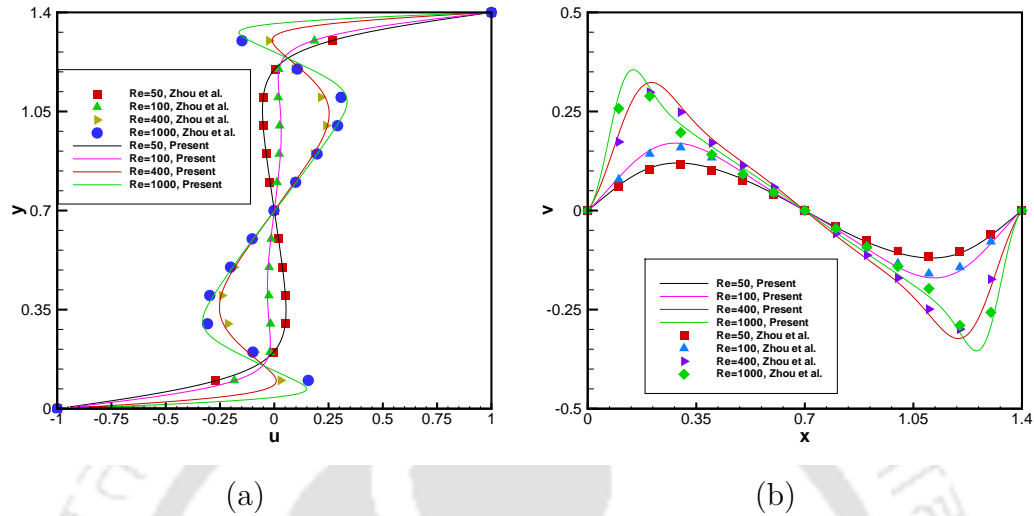 1.4
1.05
0.7
0.35
0
y
Re=50, Zhou et al.
Re=100, Zhou et al.
Re=400, Zhou et al.
Re=1000, Zhou et al.
Re=50, Present
Re=100, Present
Re=400, Present
Re=1000, Present
-1 -0.75 -0.5 -0.25 0 0.25 0.5 0.75 1
u
(a)
0.5
0.25
0
-0.25
-0.5
v
Re=50, Present
Re=100, Present
Re=400, Present
Re=1000, Present
Re=50, Zhou et al.
Re=100, Zhou et al.
Re=400, Zhou et al.
Re=1000, Zhou et al.
0 0.35 0.7 1.05 1.4
x
(b)